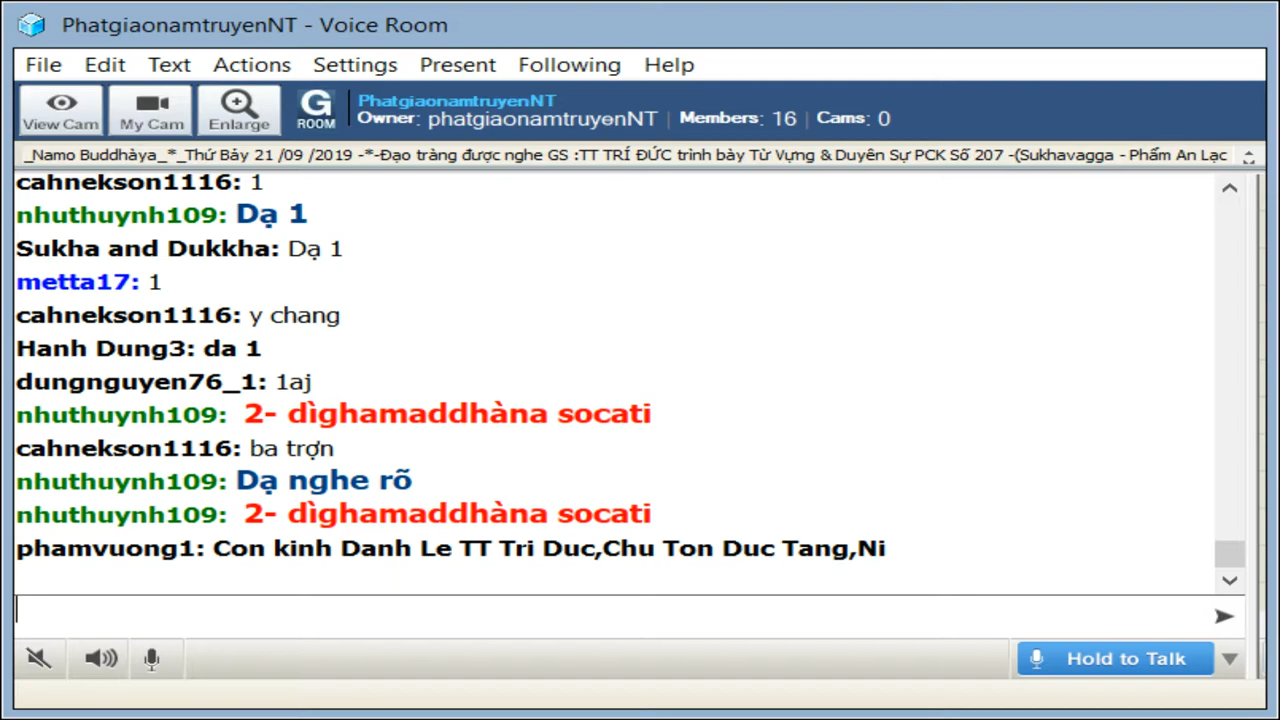 PhatgiaonamtruyenNT - Voice Room
File Edit Text Actions Settings Present Following Help
View Cam My Cam Enlarge G ROOM
PhatgiaonamtruyenNT
Owner: phatgiaonamtruyenNT | Members: 16 | Cams: 0
_Namo Buddhàya_*_Thứ Bảy 21 /09 /2019 -*-Đạo tràng được nghe GS :TT TRÍ ĐỨC trình bày Từ Vựng & Duyên Sự PCK Số 207 -(Sukhavagga - Phẩm An Lạc
cahnekson1116: 1
nhuthuynh109: Dạ 1
Sukha and Dukkha: Dạ 1
metta17: 1
cahnekson1116: y chang
Hanh Dung3: da 1
dungnguyen76_1: 1aj
nhuthuynh109: 2- dìghamaddhàna socati
cahnekson1116: ba trợn
nhuthuynh109: Dạ nghe rõ
nhuthuynh109: 2- dìghamaddhàna socati
phamvuong1: Con kinh Danh Le TT Tri Duc,Chu Ton Duc Tang,Ni
Hold to Talk